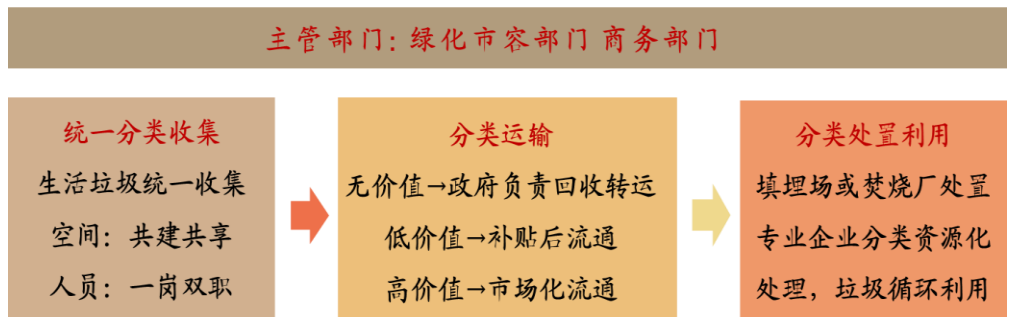 主管部门：绿化市容部门 商务部门
统一分类收集
生活垃圾统一收集
空间：共建共享
人员：一岗双职
分类运输
无价值→政府负责回收转运
低价值→补贴后流通
高价值→市场化流通
分类处置利用
填埋场或焚烧厂处置
专业企业分类资源化
处理，垃圾循环利用